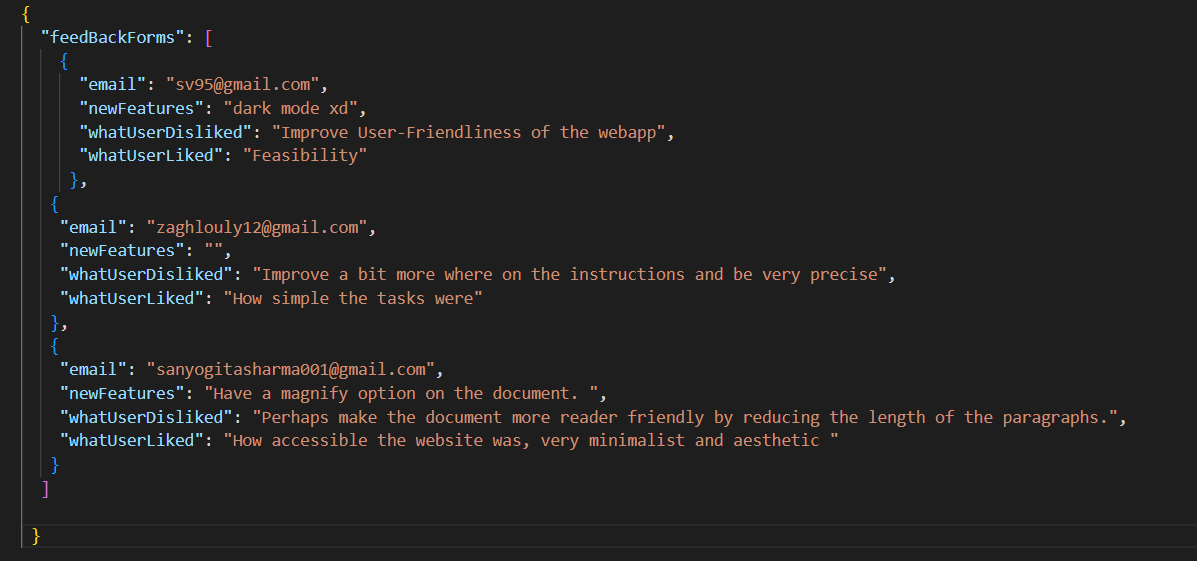 {
"feedBackForms": [
{
"email": "sv95@gmail.com",
"newFeatures": "dark mode xd",
"whatUserDisliked": "Improve User-Friendliness of the webapp",
"whatUserLiked": "Feasibility"
},
{
"email": "zaghlouly12@gmail.com",
"newFeatures": "",
"whatUserDisliked": "Improve a bit more where on the instructions and be very precise",
"whatUserLiked": "How simple the tasks were"
},
{
"email": "sanyogitasharma001@gmail.com",
"newFeatures": "Have a magnify option on the document. ",
"whatUserDisliked": "Perhaps make the document more reader friendly by reducing the length of the paragraphs.",
"whatUserLiked": "How accessible the website was, very minimalist and aesthetic "
}
]
}